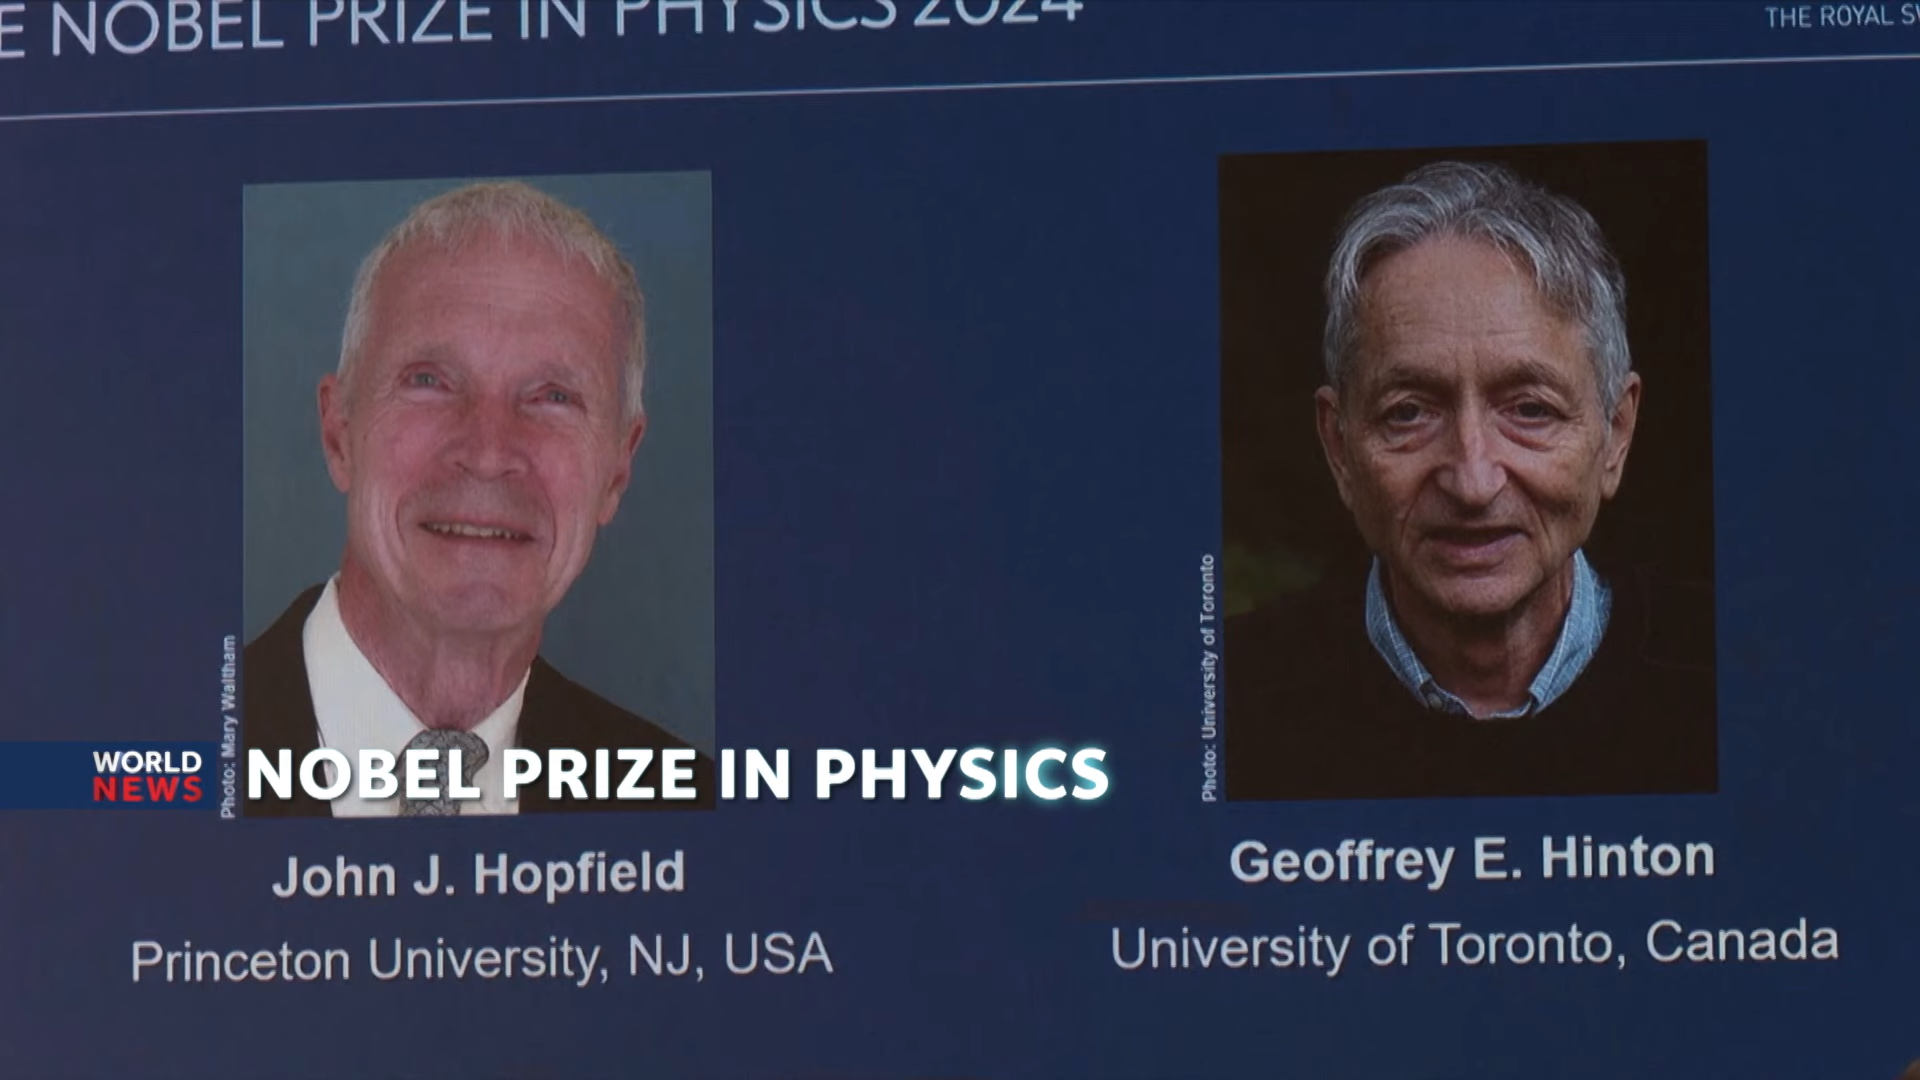 E NOBEL PRIZE IN PHYSICS 2024
THE ROYAL
Photo: Mary Waltham
Photo: University of Toronto
WORLD
NEWS
NOBEL PRIZE IN PHYSICS
John J. Hopfield
Geoffrey E. Hinton
Princeton University, NJ, USA
University of Toronto, Canada